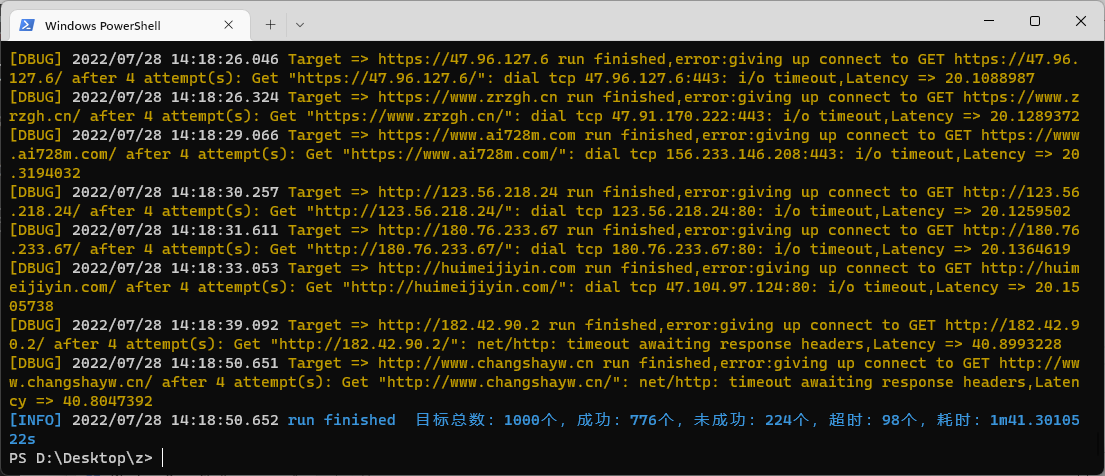 Windows PowerShell
[DBUG] 2022/07/28 14:18:26.046 Target => https://47.96.127.6 run finished,error:giving up connect to GET https://47.96.
127.6/ after 4 attempt(s): Get "https://47.96.127.6/": dial tcp 47.96.127.6:443: i/o timeout,Latency => 20.1088987
[DBUG] 2022/07/28 14:18:26.324 Target => https://www.zrzgh.cn run finished,error:giving up connect to GET https://www.z
rzgh.cn/ after 4 attempt(s): Get "https://www.zrzgh.cn/": dial tcp 47.91.170.222:443: i/o timeout,Latency => 20.1289372
[DBUG] 2022/07/28 14:18:29.066 Target => https://www.ai728m.com run finished,error:giving up connect to GET https://www
.ai728m.com/ after 4 attempt(s): Get "https://www.ai728m.com/": dial tcp 156.233.146.208:443: i/o timeout,Latency => 20
.3194032
[DBUG] 2022/07/28 14:18:30.257 Target => http://123.56.218.24 run finished,error:giving up connect to GET http://123.56
.218.24/ after 4 attempt(s): Get "http://123.56.218.24/": dial tcp 123.56.218.24:80: i/o timeout,Latency => 20.1259502
[DBUG] 2022/07/28 14:18:31.611 Target => http://180.76.233.67 run finished,error:giving up connect to GET http://180.76
.233.67/ after 4 attempt(s): Get "http://180.76.233.67/": dial tcp 180.76.233.67:80: i/o timeout,Latency => 20.1364619
[DBUG] 2022/07/28 14:18:33.053 Target => http://huimeijiyin.com run finished,error:giving up connect to GET http://huim
eijiyin.com/ after 4 attempt(s): Get "http://huimeijiyin.com/": dial tcp 47.104.97.124:80: i/o timeout,Latency => 20.15
05738
[DBUG] 2022/07/28 14:18:39.092 Target => http://182.42.90.2 run finished,error:giving up connect to GET http://182.42.9
0.2/ after 4 attempt(s): Get "http://182.42.90.2/": net/http: timeout awaiting response headers,Latency => 40.8993228
[DBUG] 2022/07/28 14:18:50.651 Target => http://www.changshayw.cn run finished,error:giving up connect to GET http://ww
w.changshayw.cn/ after 4 attempt(s): Get "http://www.changshayw.cn/": net/http: timeout awaiting response headers,Laten
cy => 40.8047392
[INFO] 2022/07/28 14:18:50.652 run finished  目标总数：1000个，成功：776个，未成功：224个，超时：98个，耗时：1m41.30105
22s
PS D:\Desktop\z>